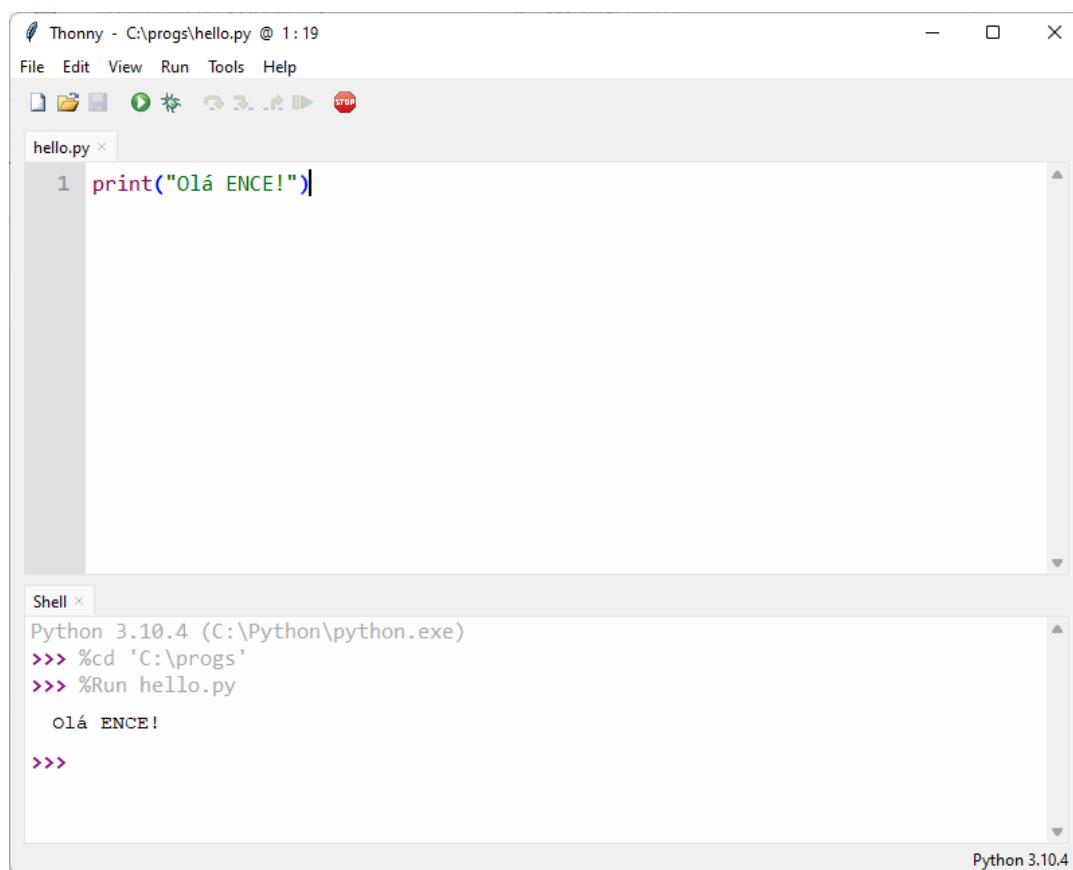 Thonny - C:\progs\hello.py @ 1:19
File Edit View Run Tools Help
STOP
hello.py ×
1 print("Olá ENCE!")
Shell ×
Python 3.10.4 (C:\Python\python.exe)
>>> %cd 'C:\progs'
>>> %Run hello.py
Olá ENCE!
>>>
Python 3.10.4